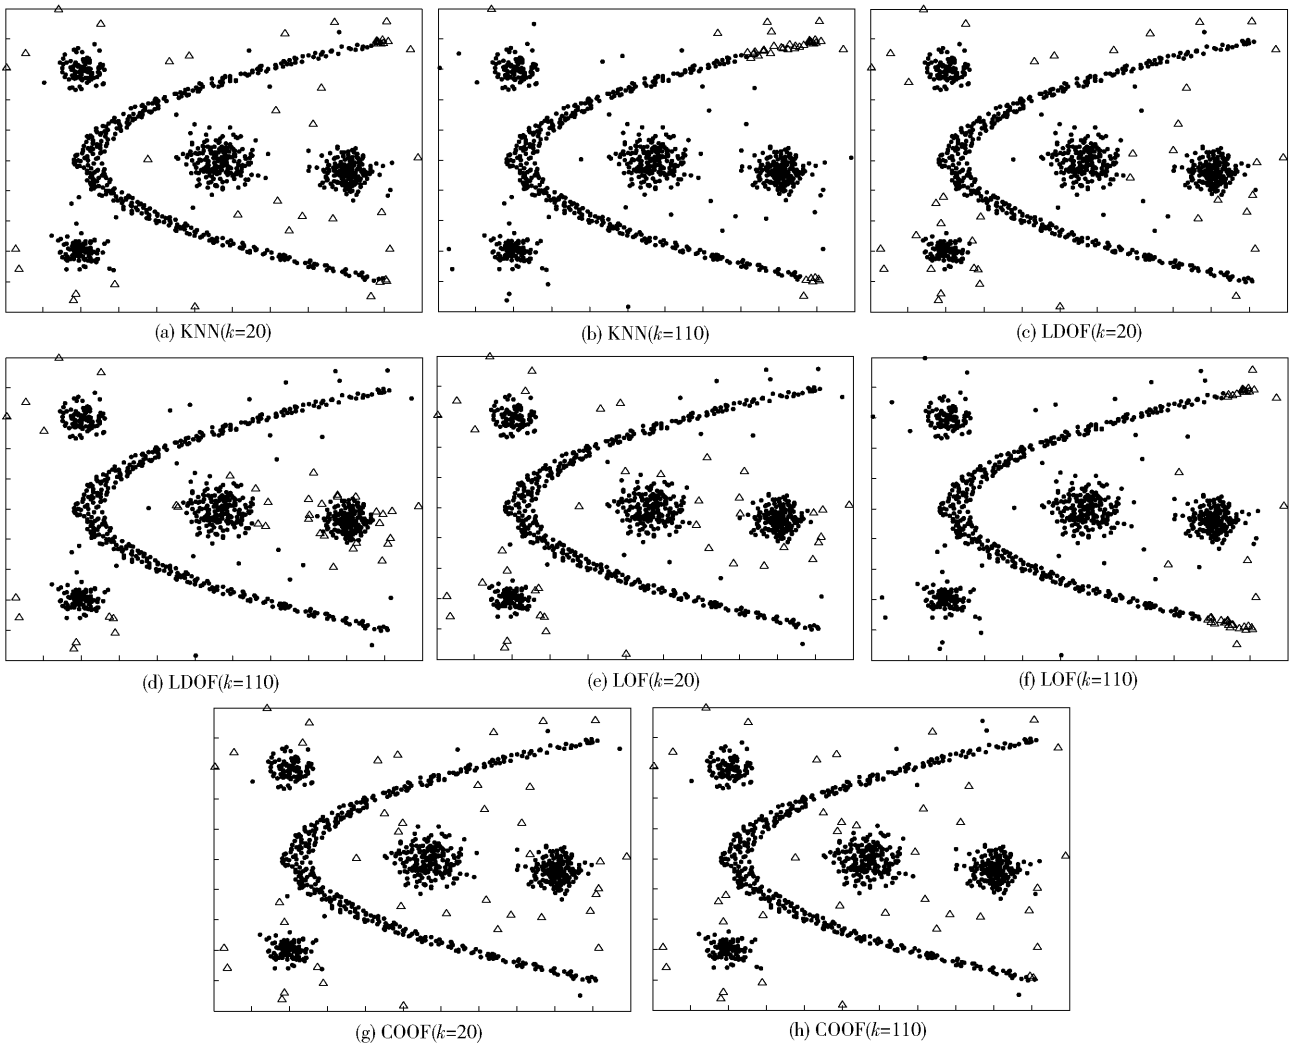 (a) KNN(k=20)
(b) KNN(k=110)
(c) LDOF(k=20)
(d) LDOF(k=110)
(e) LOF(k=20)
(f) LOF(k=110)
(g) COOF(k=20)
(h) COOF(k=110)